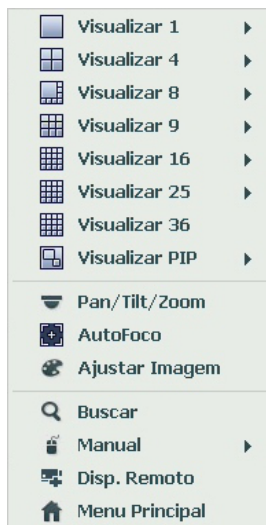 Visualizar 1
Visualizar 4
Visualizar 8
Visualizar 9
Visualizar 16
Visualizar 25
Visualizar 36
Visualizar PIP
Pan/Tilt/Zoom
AutoFoco
Ajustar Imagem
Buscar
Manual
Disp. Remoto
Menu Principal